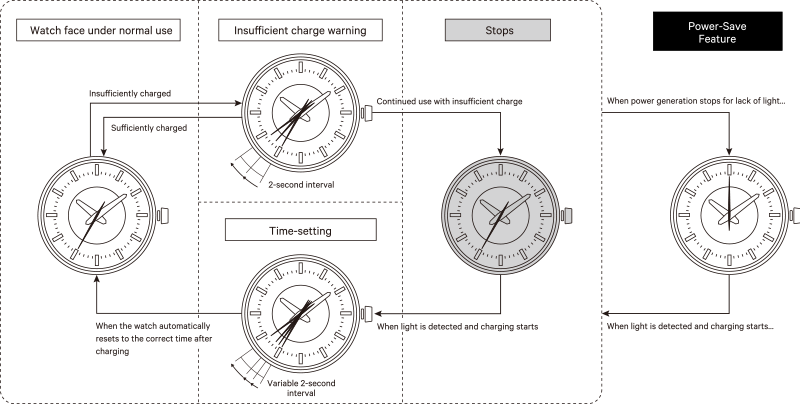 Watch face under normal use
Insufficient charge warning
Stops
Power-Save
Feature
Insufficiently charged
Sufficiently charged
Continued use with insufficient charge
When power generation stops for lack of light...
2-second interval
Time-setting
When the watch automatically
resets to the correct time after
charging
When light is detected and charging starts
When light is detected and charging starts...
Variable 2-second
interval